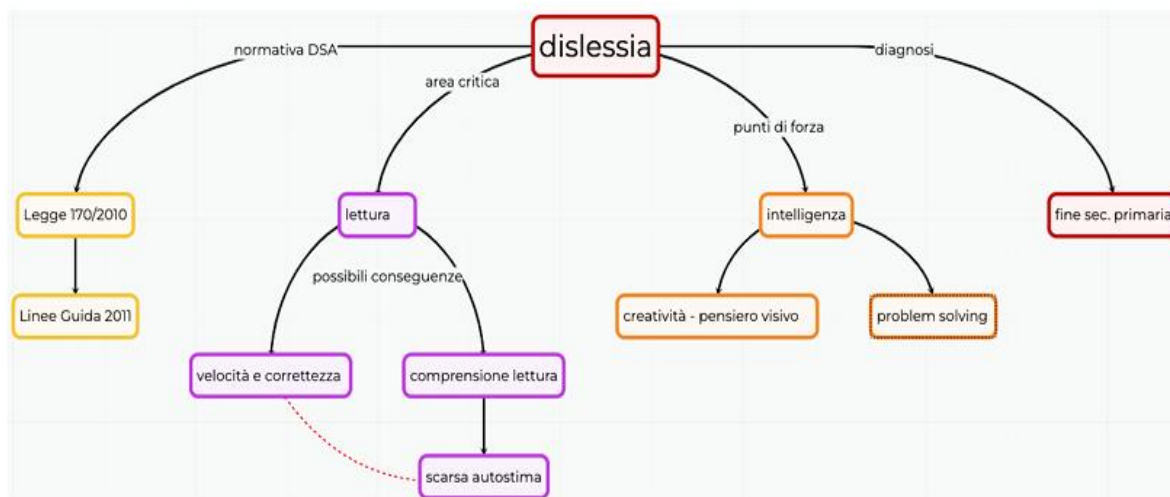 dislessia
normativa DSA
diagnosi
area critica
punti di forza
Legge 170/2010
lettura
intelligenza
fine sec. primaria
possibili conseguenze
Linee Guida 2011
creatività - pensiero visivo
problem solving
velocità e correttezza
comprensione lettura
scarsa autostima